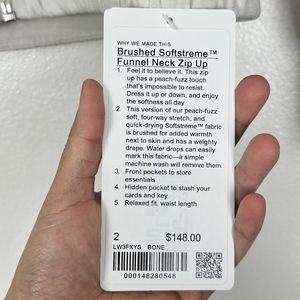 WHY WE MADE THIS
Brushed Softstreme™
Funnel Neck Zip Up
1. Feel it to believe it. This zip
up has a peach-fuzz touch
that's impossible to resist.
Dress it up or down, and enjoy
the softness all day
2. This version of our peach-fuzz
soft, four-way stretch, and
quick-drying Softstreme™ fabric
is brushed for added warmth
next to skin and has a weighty
drape. Water drops can easily
mark this fabric—a simple
machine wash will remove them
3. Front pockets to store
essentials
4. Hidden pocket to stash your
cards and key
5. Relaxed fit, waist length
2 $148.00
LW3FXYS BONE
000148280548